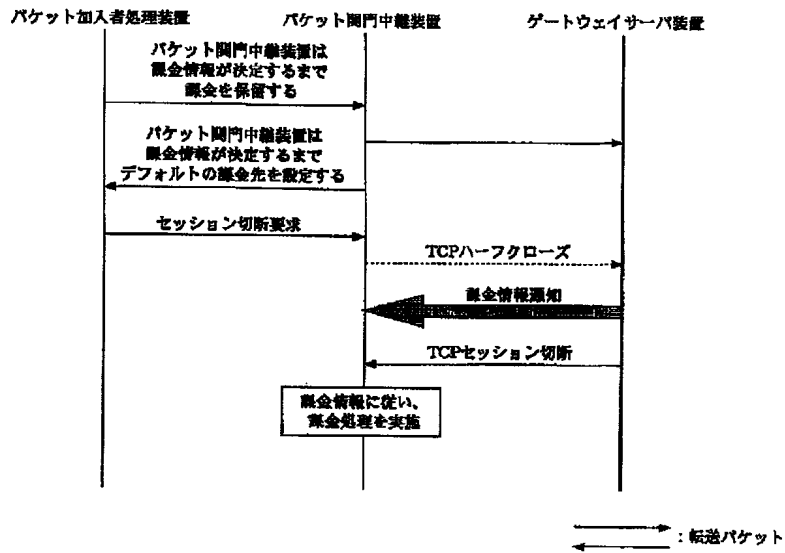 パケット加入者処理装置
パケット関門中継装置
ゲートウェイサーバ装置
パケット関門中継装置は
課金情報が決定するまで
課金を保留する
パケット関門中継装置は
課金情報が決定するまで
デフォルトの課金先を設定する
セッション切断要求
TCPハーフクローズ
課金情報通知
TCPセッション切断
課金情報に従い、
課金処理を実施
：転送パケット